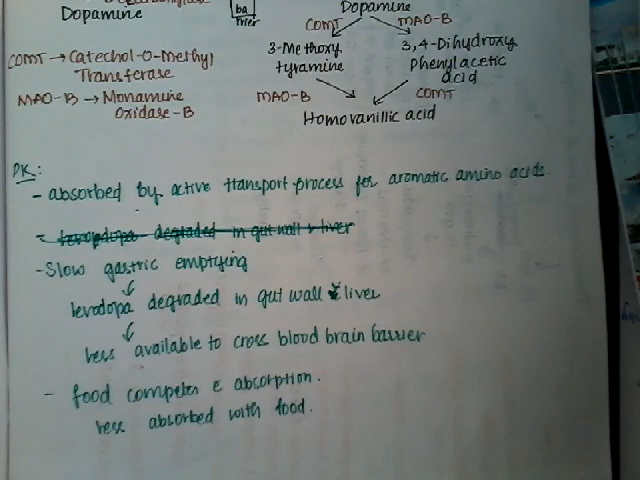 Dopamine
ba
rrier
Dopamine
COMT
MAO-B
COMT → Catechol-O-Methyl
Transferase
MAO-B → Monamine
Oxidase-B
3-Methoxy
tyramine
3,4-Dihydroxy
phenylacetic
acid
MAO-B
COMT
Homovanillic acid
PK:
- absorbed by active transport process for aromatic amino acids.
- levodopa degraded in gut wall & liver
- Slow gastric emptying
↓
levodopa degraded in gut wall & liver
↓
less available to cross blood brain barrier
- food competes c absorption.
less absorbed with food.